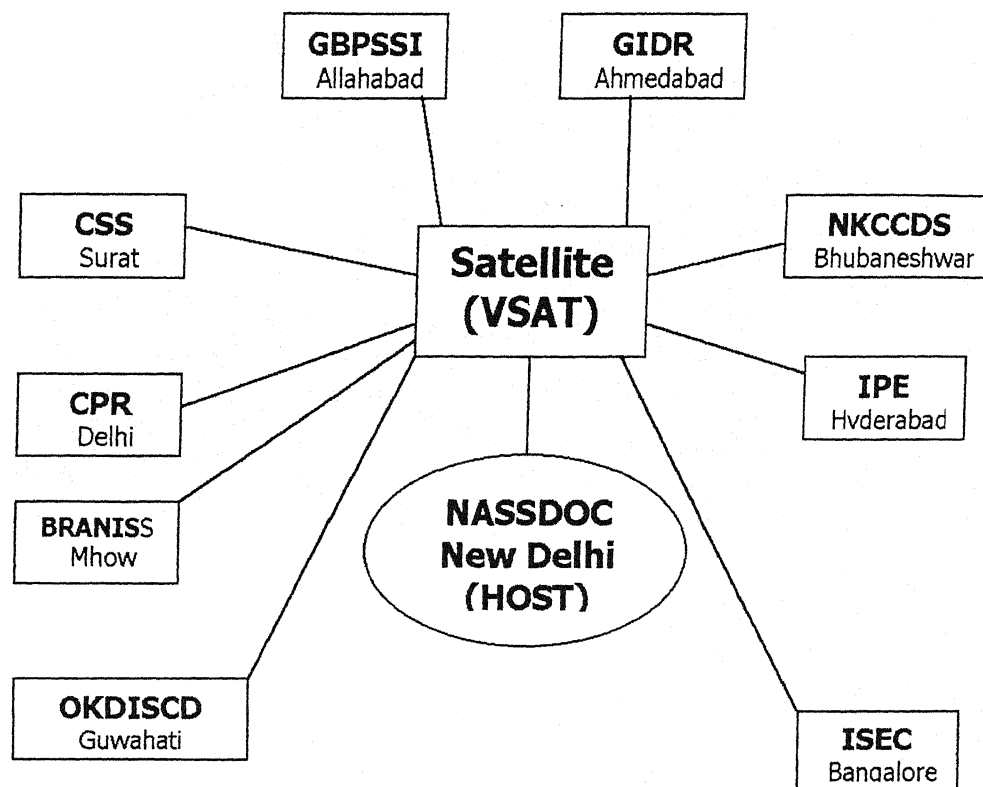 GBPSSI
Allahabad
GIDR
Ahmedabad
CSS
Surat
Satellite
(VSAT)
NKCCDS
Bhubaneshwar
CPR
Delhi
IPE
Hvderabad
BRANISS
Mhow
NASSDOC
New Delhi
(HOST)
OKDISCD
Guwahati
ISEC
Bangalore